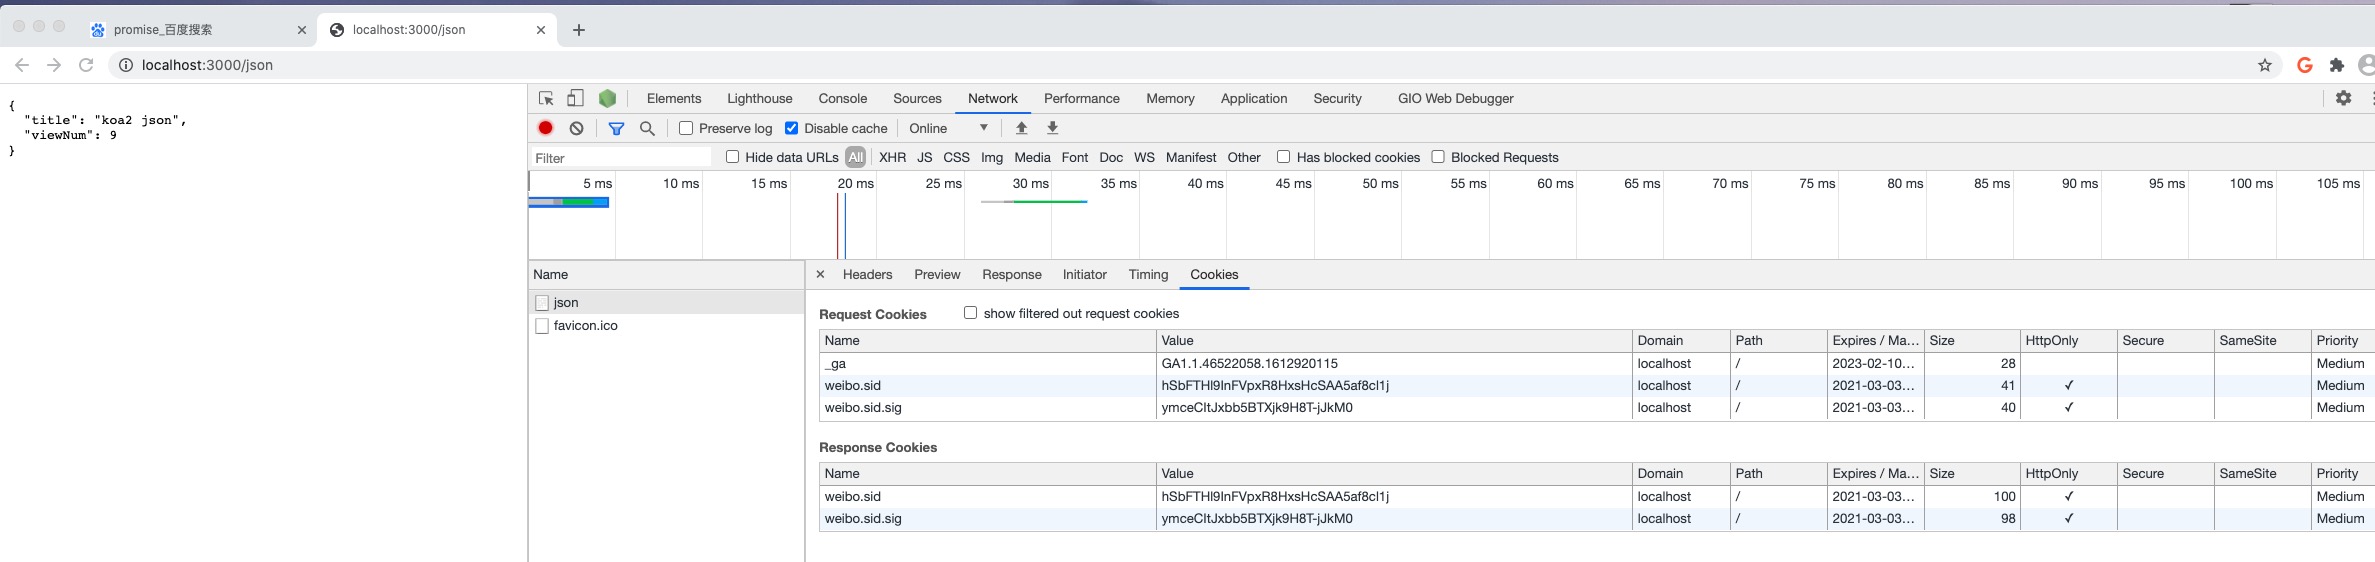 promise_百度搜索
localhost:3000/json
localhost:3000/json
{
"title": "koa2 json",
"viewNum": 9
}
Elements Lighthouse Console Sources Network Performance Memory Application Security GIO Web Debugger
Preserve log Disable cache Online
Filter Hide data URLs All XHR JS CSS Img Media Font Doc WS Manifest Other Has blocked cookies Blocked Requests
5 ms 10 ms 15 ms 20 ms 25 ms 30 ms 35 ms 40 ms 45 ms 50 ms 55 ms 60 ms 65 ms 70 ms 75 ms 80 ms 85 ms 90 ms 95 ms 100 ms 105 ms
Name
json
favicon.ico
Headers Preview Response Initiator Timing Cookies
Request Cookies show filtered out request cookies
Name Value Domain Path Expires / Ma... Size HttpOnly Secure SameSite Priority
_ga GA1.1.46522058.1612920115 localhost / 2023-02-10... 28 Medium
weibo.sid hSbFTHl9InFVpxR8HxsHcSAA5af8cl1j localhost / 2021-03-03... 41 ✓ Medium
weibo.sid.sig ymceCItJxbb5BTXjk9H8T-jJkM0 localhost / 2021-03-03... 40 ✓ Medium
Response Cookies
Name Value Domain Path Expires / Ma... Size HttpOnly Secure SameSite Priority
weibo.sid hSbFTHl9InFVpxR8HxsHcSAA5af8cl1j localhost / 2021-03-03... 100 ✓ Medium
weibo.sid.sig ymceCItJxbb5BTXjk9H8T-jJkM0 localhost / 2021-03-03... 98 ✓ Medium